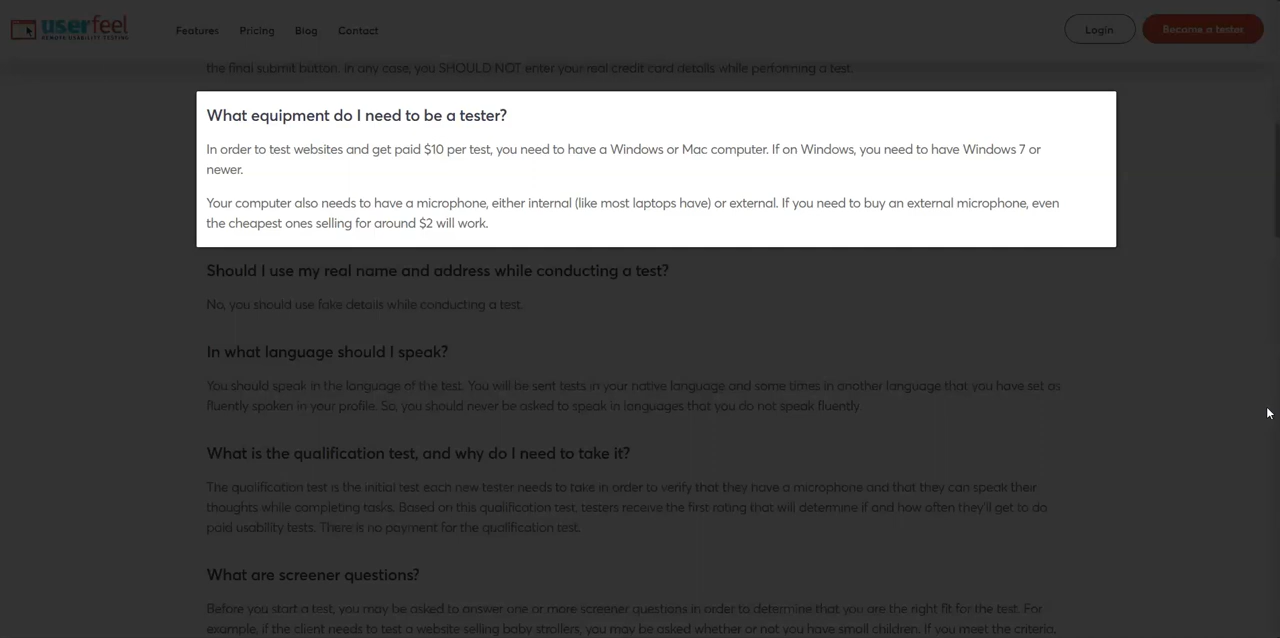 userfeel
REMOTE USABILITY TESTING
Features Pricing Blog Contact
Login Become a tester
the final submit button. In any case, you SHOULD NOT enter your real credit card details while performing a test.
What equipment do I need to be a tester?
In order to test websites and get paid $10 per test, you need to have a Windows or Mac computer. If on Windows, you need to have Windows 7 or
newer.
Your computer also needs to have a microphone, either internal (like most laptops have) or external. If you need to buy an external microphone, even
the cheapest ones selling for around $2 will work.
Should I use my real name and address while conducting a test?
No, you should use fake details while conducting a test.
In what language should I speak?
You should speak in the language of the test. You will be sent tests in your native language and some times in another language that you have set as
fluently spoken in your profile. So, you should never be asked to speak in languages that you do not speak fluently
What is the qualification test, and why do I need to take it?
The qualification test is the initial test each new tester needs to take in order to verify that they have a microphone and that they can speak their
thoughts while completing tasks. Based on this qualification test, testers receive the first rating that will determine if and how often they'll get to do
paid usability tests. There is no payment for the qualification test.
What are screener questions?
Before you start a test, you may be asked to answer one or more screener questions in order to determine that you are the right fit for the test. For
example, if the client needs to test a website selling baby strollers, you may be asked whether or not you have small children. If you meet the criteria,